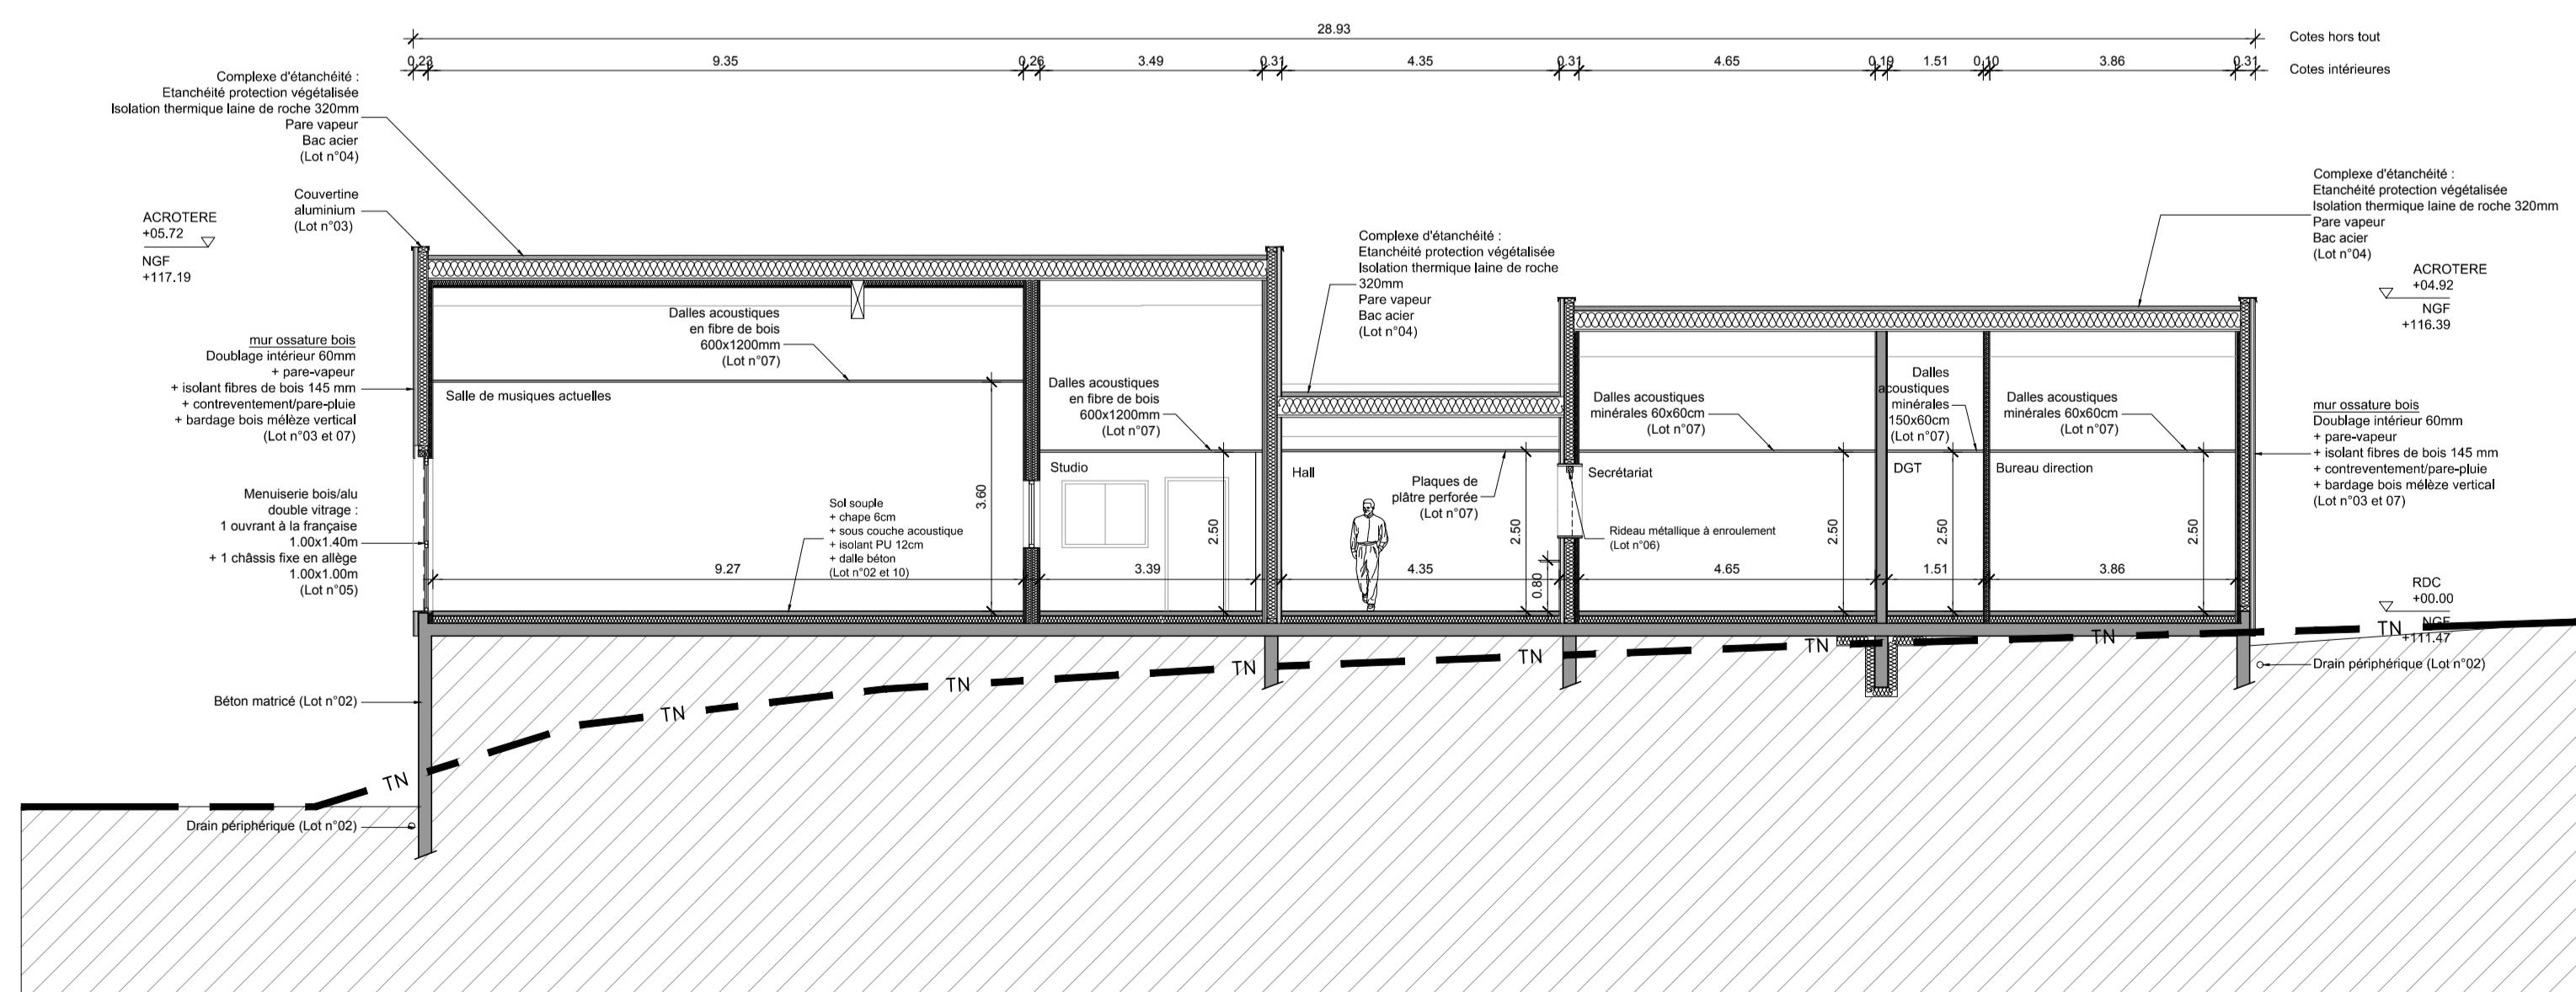 28.93
Cotes hors tout
0.23 9.35 0.26 3.49 0.31 4.35 0.31 4.65 0.19 1.51 0.10 3.86 0.31
Cotes intérieures
Complexe d'étanchéité :
Etanchéité protection végétalisée
Isolation thermique laine de roche 320mm
Pare vapeur
Bac acier
(Lot n°04)
Couvertine
aluminium
(Lot n°03)
ACROTERE
+05.72
NGF
+117.19
mur ossature bois
Doublage intérieur 60mm
+ pare-vapeur
+ isolant fibres de bois 145 mm
+ contreventement/pare-pluie
+ bardage bois mélèze vertical
(Lot n°03 et 07)
Menuiserie bois/alu
double vitrage :
1 ouvrant à la française
1.00x1.40m
+ 1 châssis fixe en allège
1.00x1.00m
(Lot n°05)
Béton matricé (Lot n°02)
Drain périphérique (Lot n°02)
Dalles acoustiques
en fibre de bois
600x1200mm
(Lot n°07)
Salle de musiques actuelles
Sol souple
+ chape 6cm
+ sous couche acoustique
+ isolant PU 12cm
+ dalle béton
(Lot n°02 et 10)
3.60
9.27
Dalles acoustiques
en fibre de bois
600x1200mm
(Lot n°07)
Studio
2.50
3.39
Complexe d'étanchéité :
Etanchéité protection végétalisée
Isolation thermique laine de roche
320mm
Pare vapeur
Bac acier
(Lot n°04)
Hall
Plaques de
plâtre perforée
(Lot n°07)
2.50
0.80
4.35
Dalles acoustiques
minérales 60x60cm
(Lot n°07)
Secrétariat
Rideau métallique à enroulement
(Lot n°06)
2.50
4.65
Dalles
acoustiques
minérales
150x60cm
(Lot n°07)
DGT
2.50
1.51
Dalles acoustiques
minérales 60x60cm
(Lot n°07)
Bureau direction
2.50
3.86
Complexe d'étanchéité :
Etanchéité protection végétalisée
Isolation thermique laine de roche 320mm
Pare vapeur
Bac acier
(Lot n°04)
ACROTERE
+04.92
NGF
+116.39
mur ossature bois
Doublage intérieur 60mm
+ pare-vapeur
+ isolant fibres de bois 145 mm
+ contreventement/pare-pluie
+ bardage bois mélèze vertical
(Lot n°03 et 07)
RDC
+00.00
NGF
+111.47
Drain périphérique (Lot n°02)
TN
TN
TN
TN
TN
TN
TN
TN